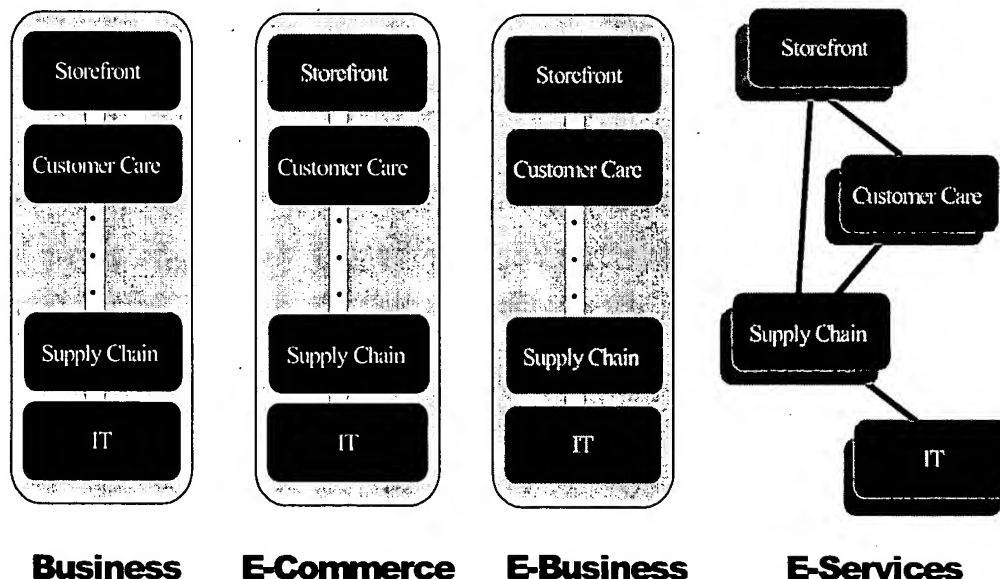 Storefront
Customer Care
Supply Chain
IT
Business
Storefront
Customer Care
Supply Chain
IT
E-Commerce
Storefront
Customer Care
Supply Chain
IT
E-Business
Storefront
Customer Care
Supply Chain
IT
E-Services